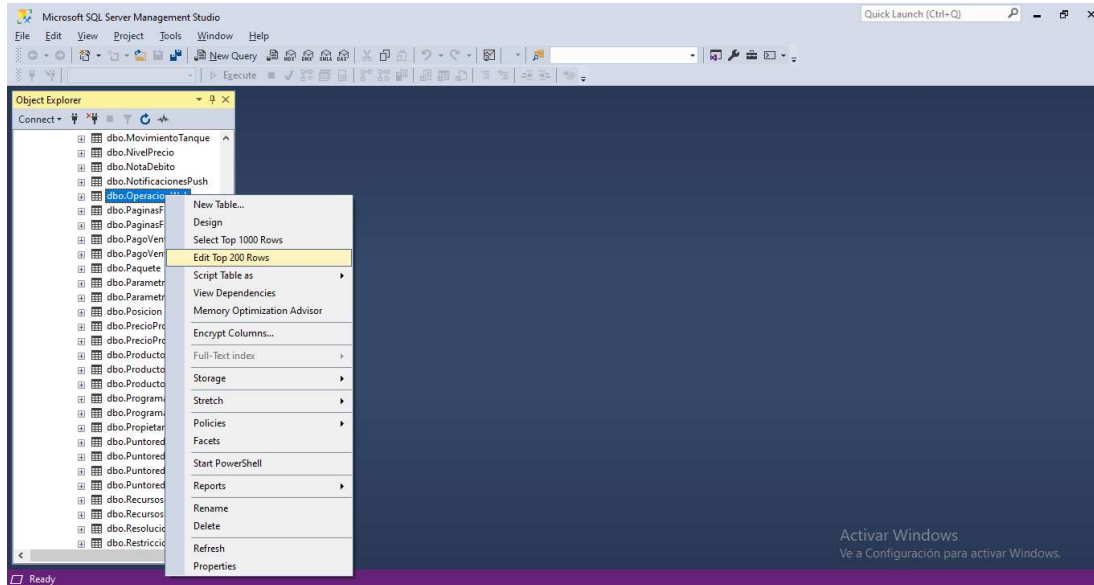 Microsoft SQL Server Management Studio
Quick Launch (Ctrl+Q)
File Edit View Project Tools Window Help
New Query
Execute
Object Explorer
Connect
dbo.MovimientoTanque
dbo.NivelPrecio
dbo.NotaDebito
dbo.NotificacionesPush
dbo.Operacio
dbo.PaginasF
dbo.PaginasF
dbo.PagoVen
dbo.PagoVen
dbo.Paquete
dbo.Parametr
dbo.Parametr
dbo.Posicion
dbo.PrecioPro
dbo.PrecioPro
dbo.Producto
dbo.Producto
dbo.Producto
dbo.Programa
dbo.Programa
dbo.Propietar
dbo.Puntored
dbo.Puntored
dbo.Puntored
dbo.Puntored
dbo.Recursos
dbo.Recursos
dbo.Resolucio
dbo.Restriccio
New Table...
Design
Select Top 1000 Rows
Edit Top 200 Rows
Script Table as
View Dependencies
Memory Optimization Advisor
Encrypt Columns...
Full-Text index
Storage
Stretch
Policies
Facets
Start PowerShell
Reports
Rename
Delete
Refresh
Properties
Activar Windows
Ve a Configuración para activar Windows.
Ready